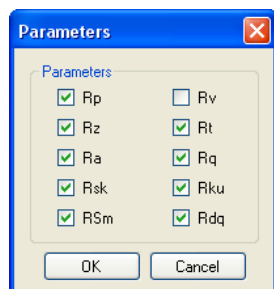 Parameters
Parameters
Rp Rv
Rz Rt
Ra Rq
Rsk Rku
RSm Rdq
OK Cancel